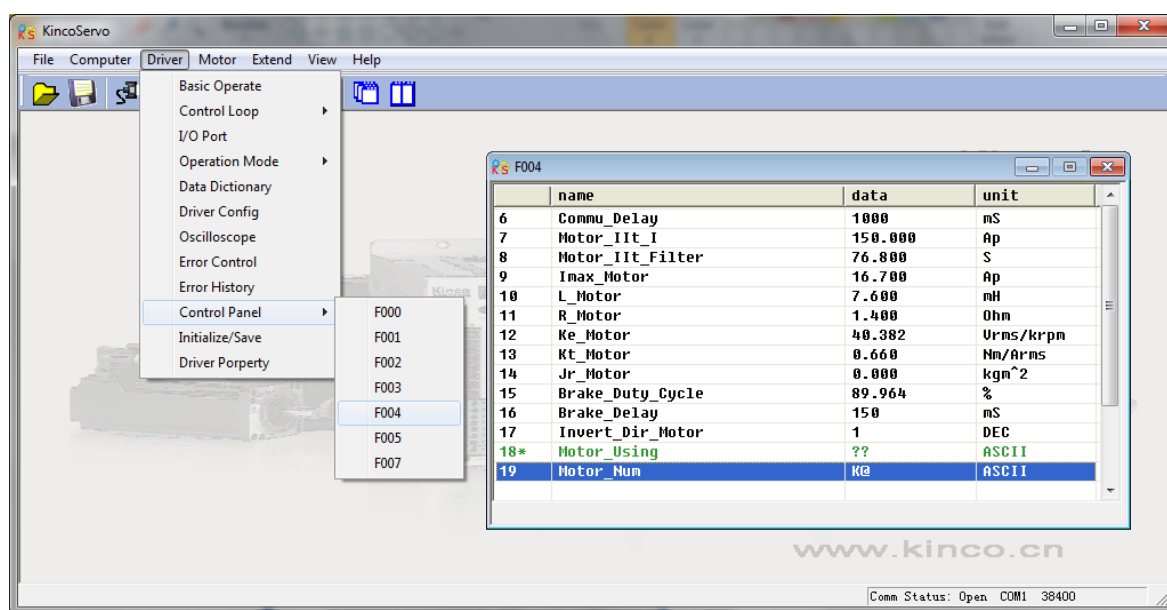 KincoServo
File Computer Driver Motor Extend View Help
Basic Operate
Control Loop
I/O Port
Operation Mode
Data Dictionary
Driver Config
Oscilloscope
Error Control
Error History
Control Panel
Initialize/Save
Driver Porperty
F000
F001
F002
F003
F004
F005
F007
F004
name data unit
6 Commu_Delay 1000 mS
7 Motor_IIt_I 150.000 Ap
8 Motor_IIt_Filter 76.800 S
9 Imax_Motor 16.700 Ap
10 L_Motor 7.600 mH
11 R_Motor 1.400 Ohm
12 Ke_Motor 40.382 Vrms/krpm
13 Kt_Motor 0.660 Nm/Arms
14 Jr_Motor 0.000 kgm^2
15 Brake_Duty_Cycle 89.964 %
16 Brake_Delay 150 mS
17 Invert_Dir_Motor 1 DEC
18* Motor_Using ?? ASCII
19 Motor_Num K@ ASCII
Kinco
www.kinco.cn
Comm Status: Open COM1 38400